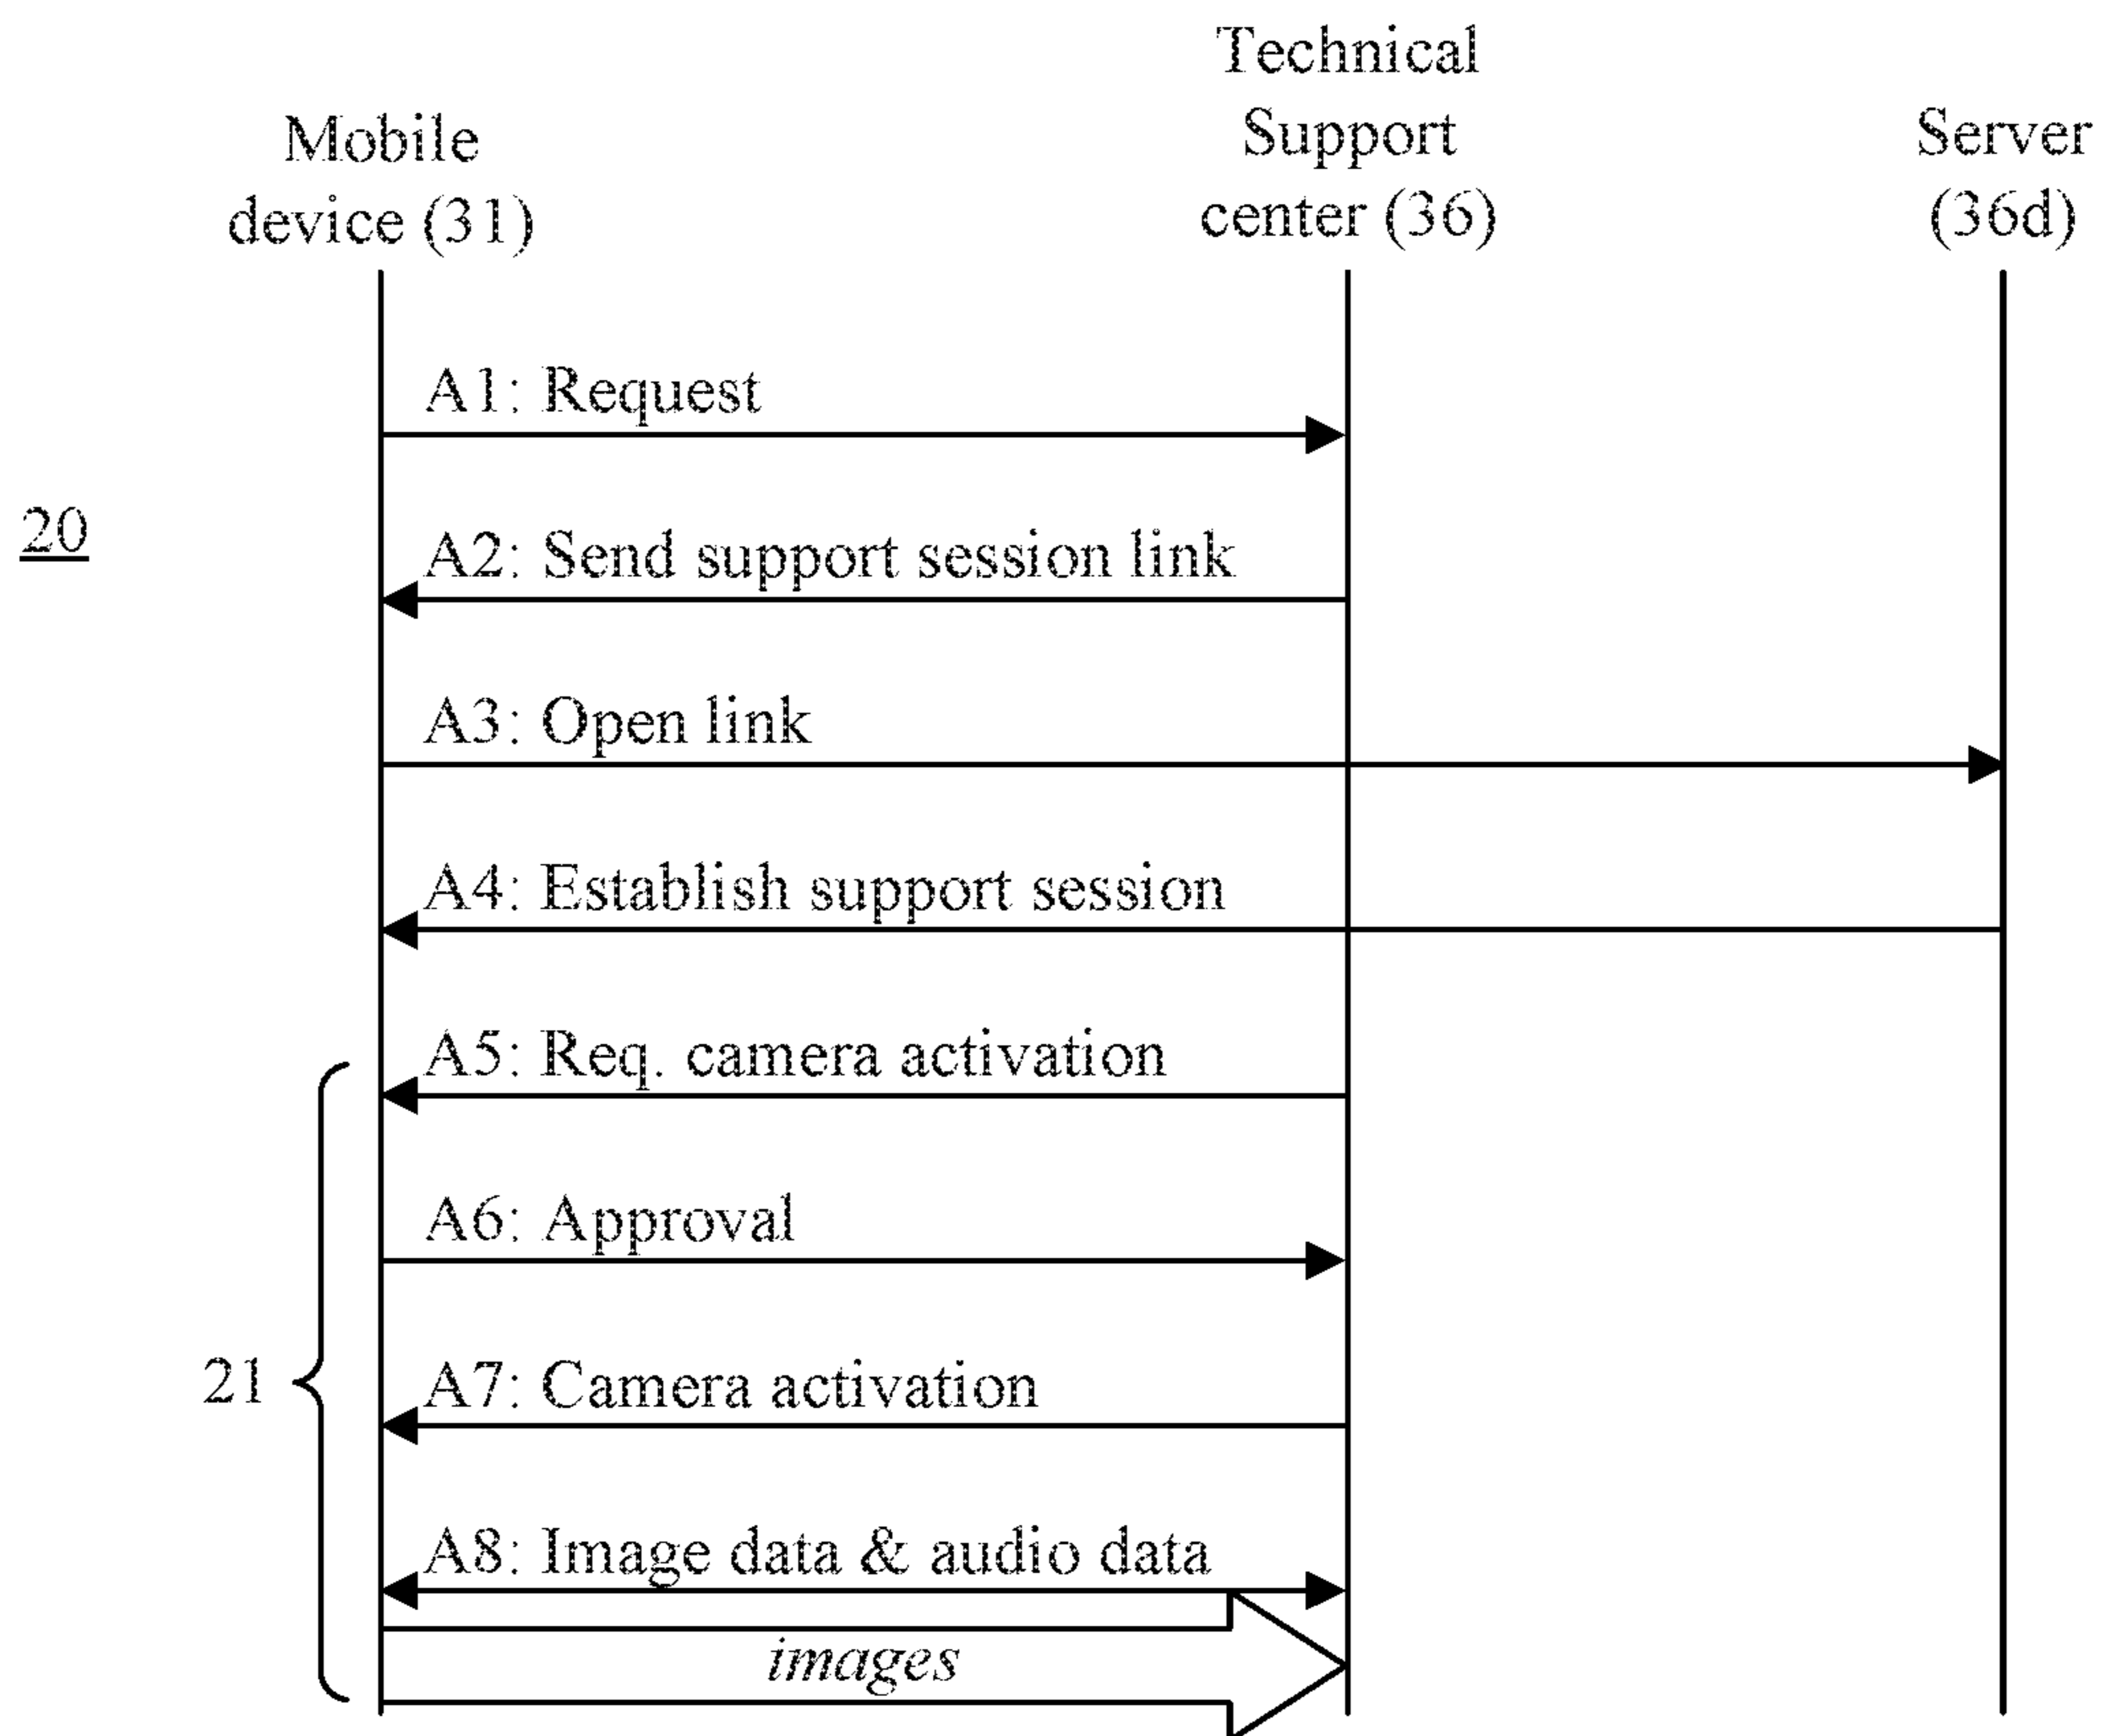 Mobile
device (31)
Technical
Support
center (36)
Server
(36d)
A1: Request
20
A2: Send support session link
A3: Open link
A4: Establish support session
A5: Req. camera activation
A6: Approval
21
A7: Camera activation
A8: Image data & audio data
images